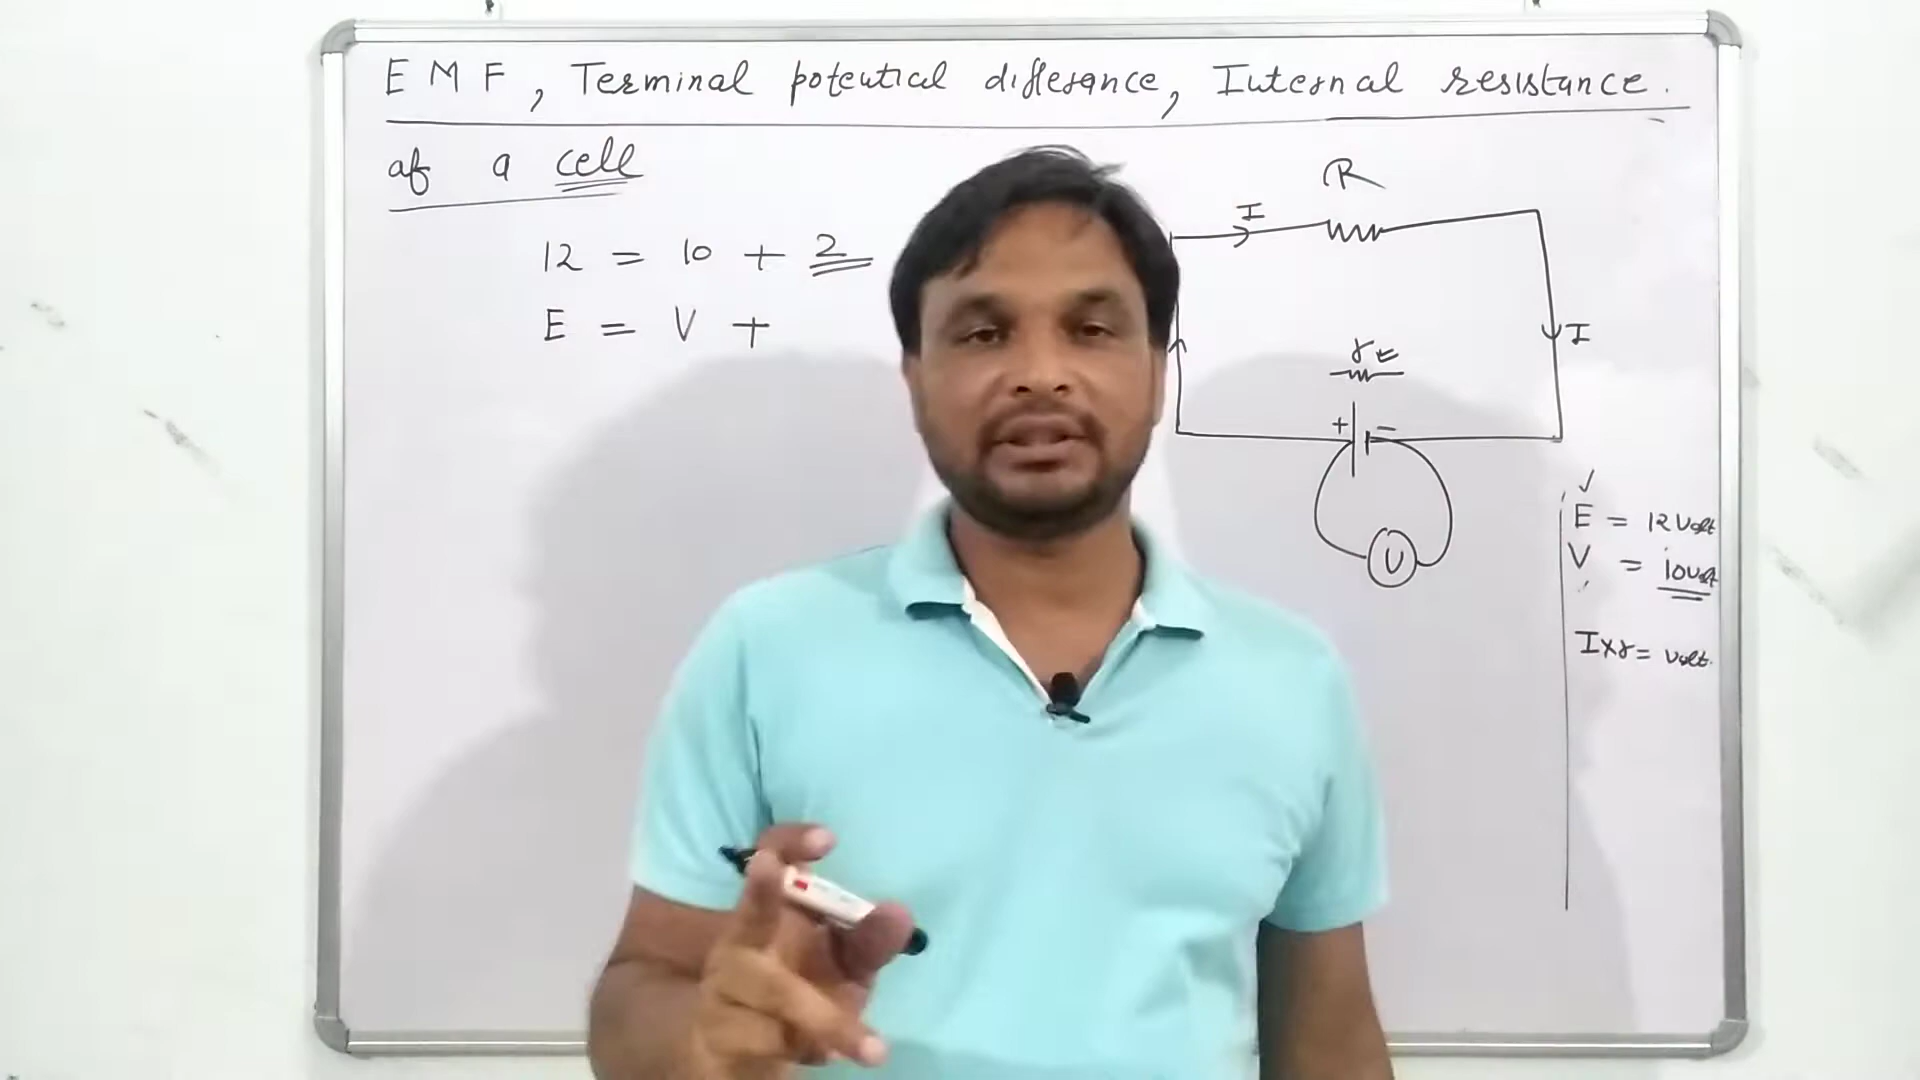 EMF, Terminal potential difference, Internal resistance.
of a cell
12 = 10 + 2
E = V +
R
I
I
r
+ -
V
E = 12 Volt
V = 10 Volt
I×r = Volt.